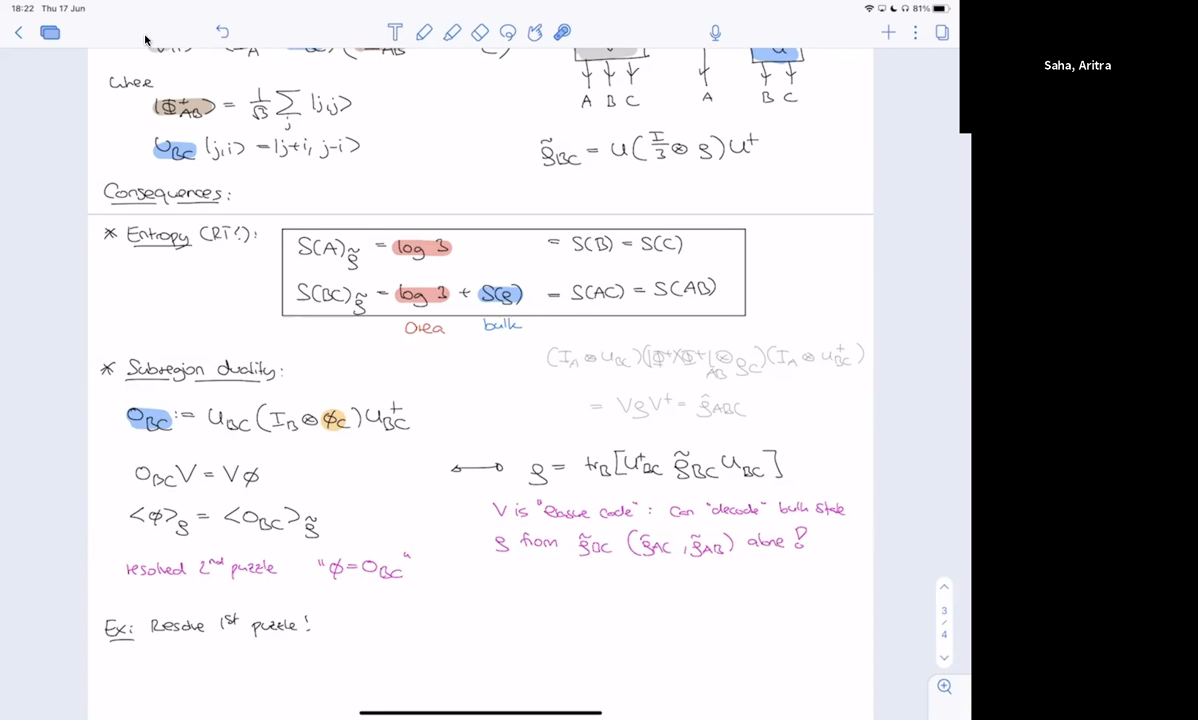 18:22 Thu 17 Jun
81%
Saha, Aritra
Where
|Φ⁺_AB⟩ = 1/√3 ∑_j |j,j⟩
U_BC |j,i⟩ = |j+i, j-i⟩
A B C
A
B C
ρ̃_BC = U ( I/3 ⊗ ρ ) U†
Consequences:
* Entropy (RT!):
S(A)_ρ̃ = log 3 = S(B) = S(C)
S(BC)_ρ̃ = log 3 + S(ρ) = S(AC) = S(AB)
area bulk
* Subregion duality:
(I_A ⊗ U_BC)(|Φ⁺⟩⟨Φ⁺|_AB ⊗ ρ_C)(I_A ⊗ U_BC†)
= VρV† = ρ̃_ABC
O_BC := U_BC (I_B ⊗ ϕ_C) U_BC†
O_BC V = V ϕ
ρ = tr_B [U†_BC ρ̃_BC U_BC]
⟨ϕ⟩_ρ = ⟨O_BC⟩_ρ̃
V is "erasure code": Can "decode" bulk state
ρ from ρ̃_BC (ρ̃_AC, ρ̃_AB) alone!
resolved 2nd puzzle "ϕ = O_BC"
Ex: Resolve 1st puzzle!
3
/
4